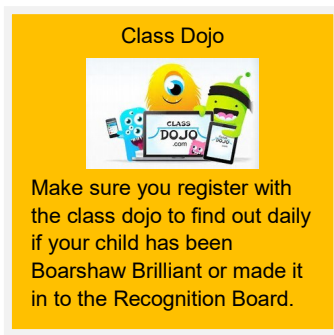 Class Dojo
CLASS
DOJO
.com
DOJO
Make sure you register with
the class dojo to find out daily
if your child has been
Boarshaw Brilliant or made it
in to the Recognition Board.